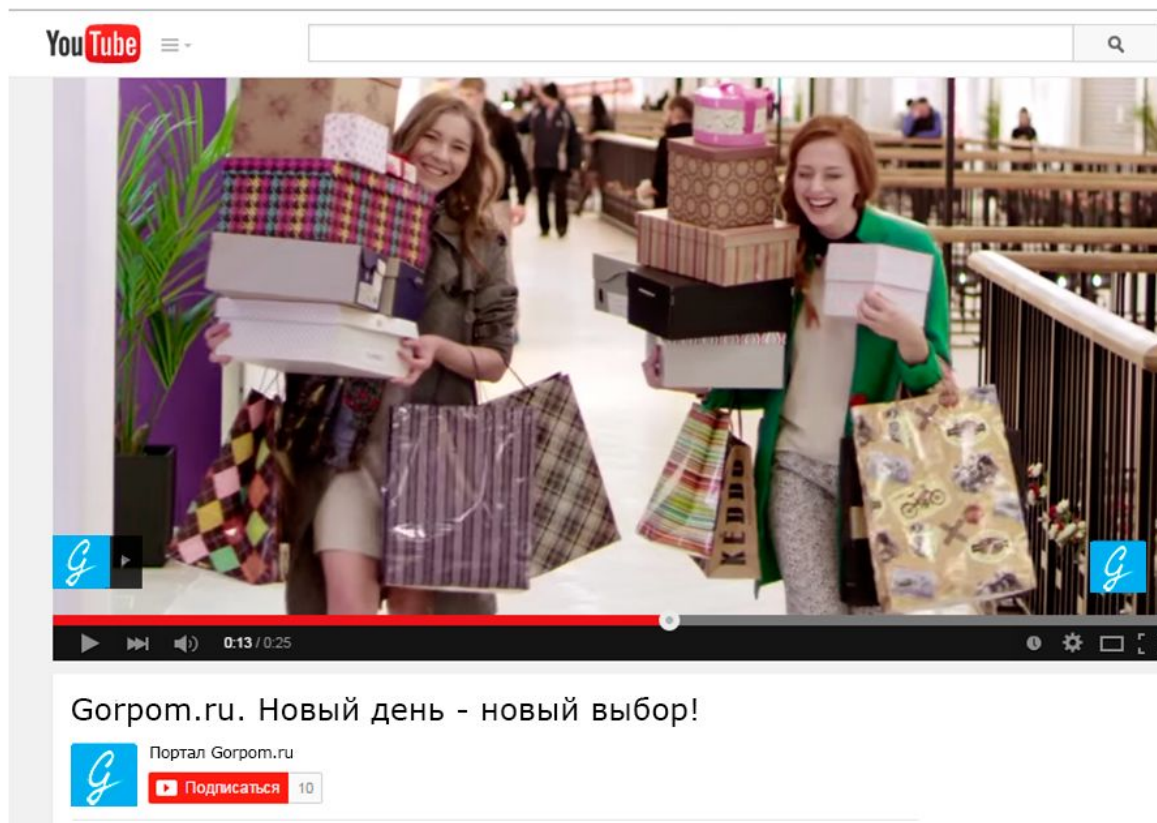 YouTube
G
G
KEDDO
0:13 / 0:25
Gorpom.ru. Новый день - новый выбор!
G
Портал Gorpom.ru
Подписаться 10